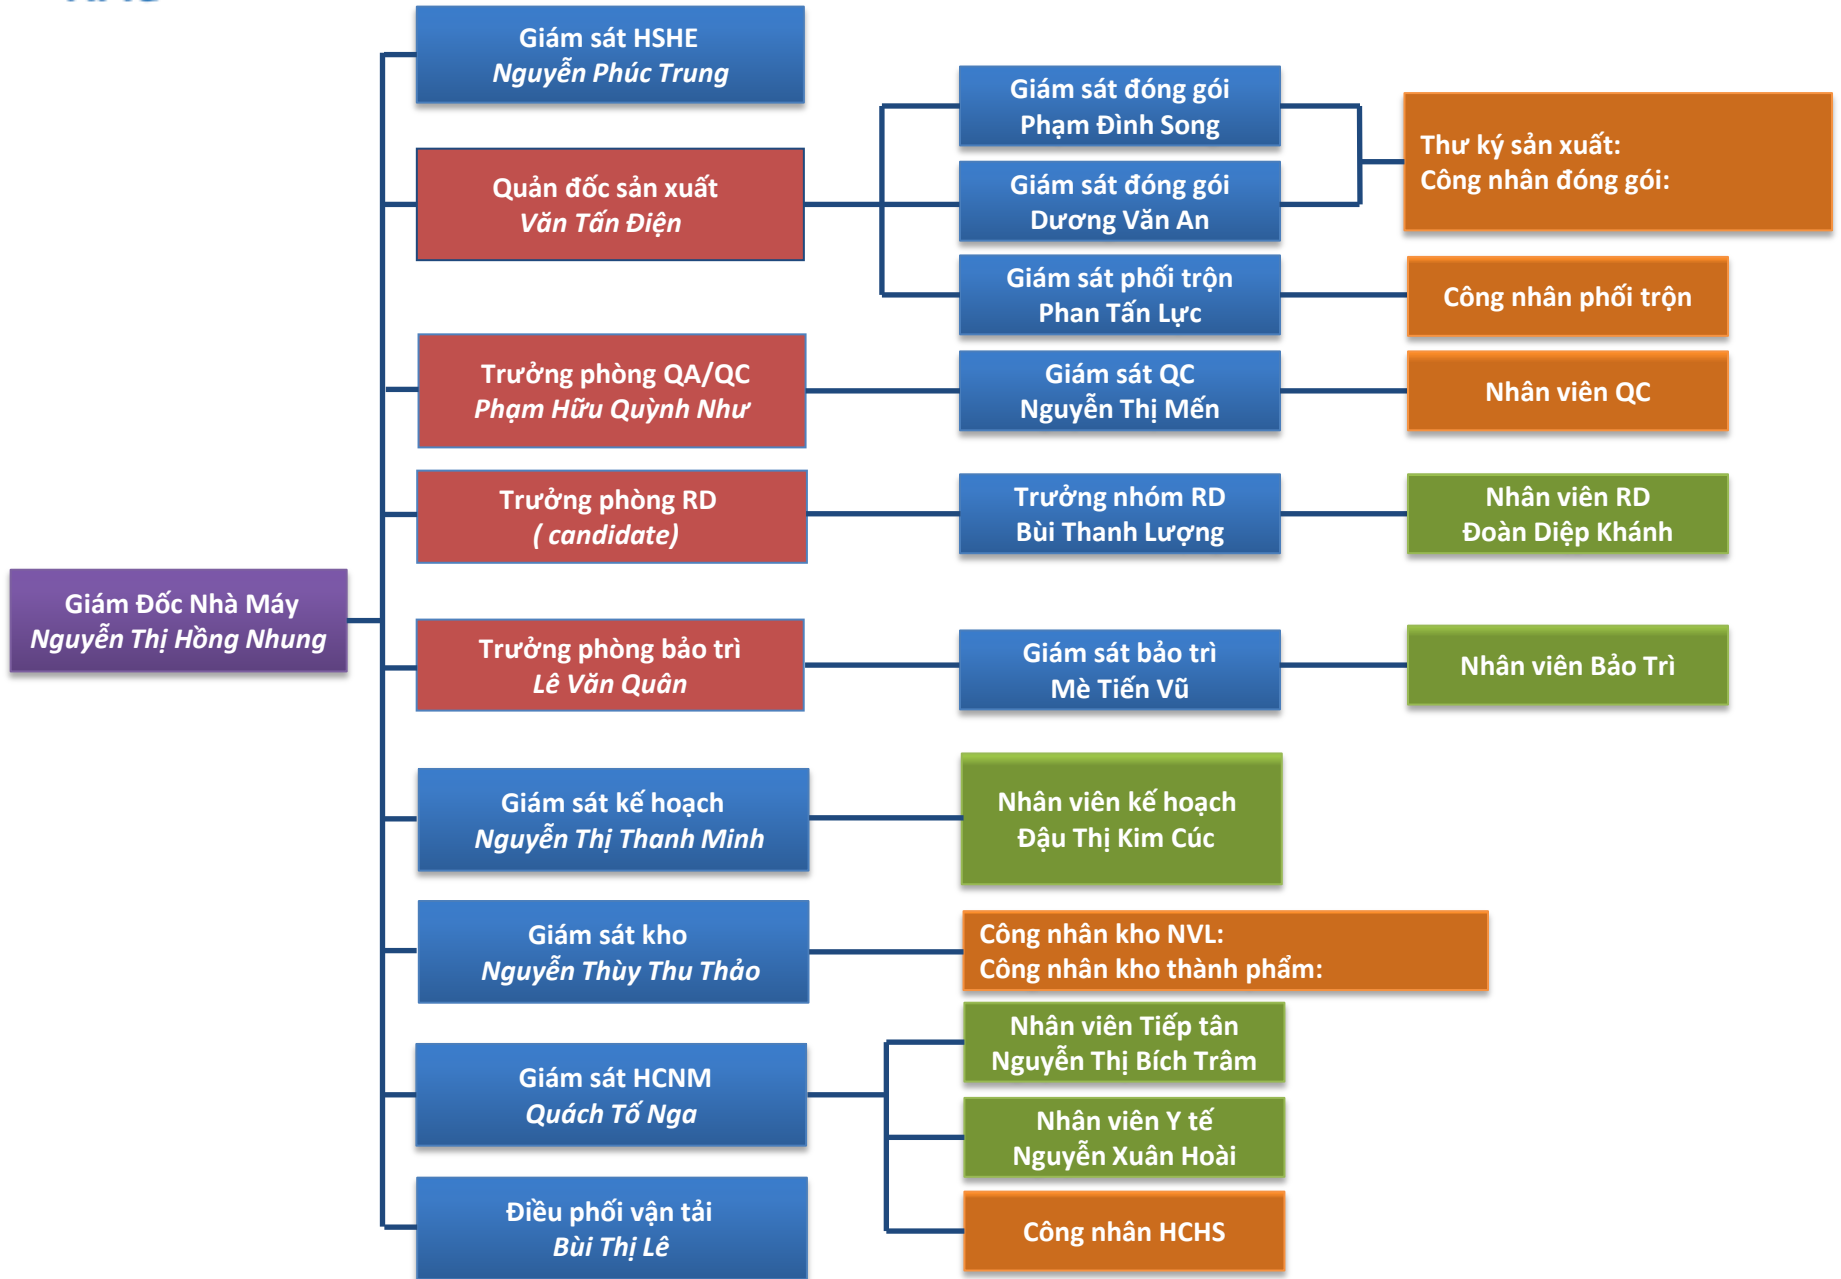 Giám sát HSHE
Nguyễn Phúc Trung
Giám sát đóng gói
Phạm Đình Song
Thư ký sản xuất:
Công nhân đóng gói:
Quản đốc sản xuất
Văn Tấn Điện
Giám sát đóng gói
Dương Văn An
Giám sát phối trộn
Phan Tấn Lực
Công nhân phối trộn
Trưởng phòng QA/QC
Phạm Hữu Quỳnh Như
Giám sát QC
Nguyễn Thị Mến
Nhân viên QC
Trưởng phòng RD
( candidate)
Trưởng nhóm RD
Bùi Thanh Lượng
Nhân viên RD
Đoàn Diệp Khánh
Giám Đốc Nhà Máy
Nguyễn Thị Hồng Nhung
Trưởng phòng bảo trì
Lê Văn Quân
Giám sát bảo trì
Mè Tiến Vũ
Nhân viên Bảo Trì
Giám sát kế hoạch
Nguyễn Thị Thanh Minh
Nhân viên kế hoạch
Đậu Thị Kim Cúc
Giám sát kho
Nguyễn Thùy Thu Thảo
Công nhân kho NVL:
Công nhân kho thành phẩm:
Giám sát HCNM
Quách Tố Nga
Nhân viên Tiếp tân
Nguyễn Thị Bích Trâm
Nhân viên Y tế
Nguyễn Xuân Hoài
Công nhân HCHS
Điều phối vận tải
Bùi Thị Lê